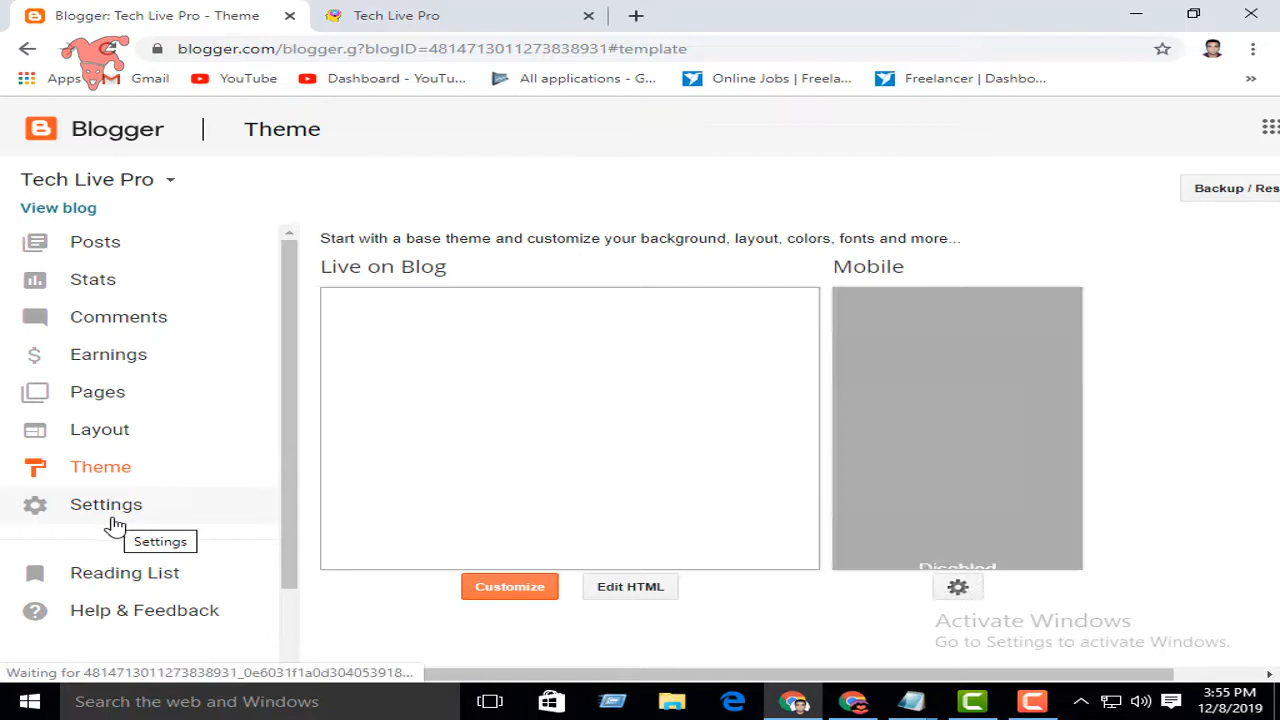 Blogger: Tech Live Pro - Theme
Tech Live Pro
blogger.com/blogger.g?blogID=4814713011273838931#template
Apps
Gmail
YouTube
Dashboard - YouTu...
All applications - G...
Online Jobs | Freela...
Freelancer | Dashbo...
Blogger
Theme
Tech Live Pro
View blog
Backup / Res
Posts
Stats
Comments
Earnings
Pages
Layout
Theme
Settings
Settings
Reading List
Help & Feedback
Start with a base theme and customize your background, layout, colors, fonts and more...
Live on Blog
Mobile
Disabled
Customize
Edit HTML
Activate Windows
Go to Settings to activate Windows.
Waiting for 4814713011273838931_0e6031f1a0d304053918...
Search the web and Windows
3:55 PM
12/8/2019